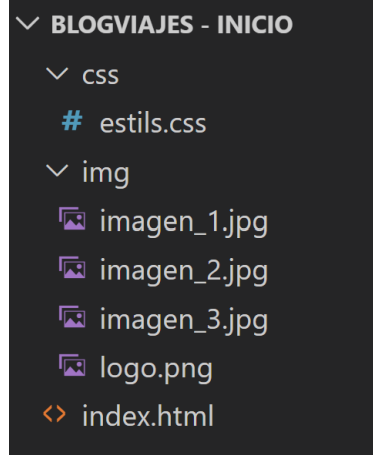 BLOGVIAJES - INICIO
css
# estils.css
img
imagen_1.jpg
imagen_2.jpg
imagen_3.jpg
logo.png
<> index.html